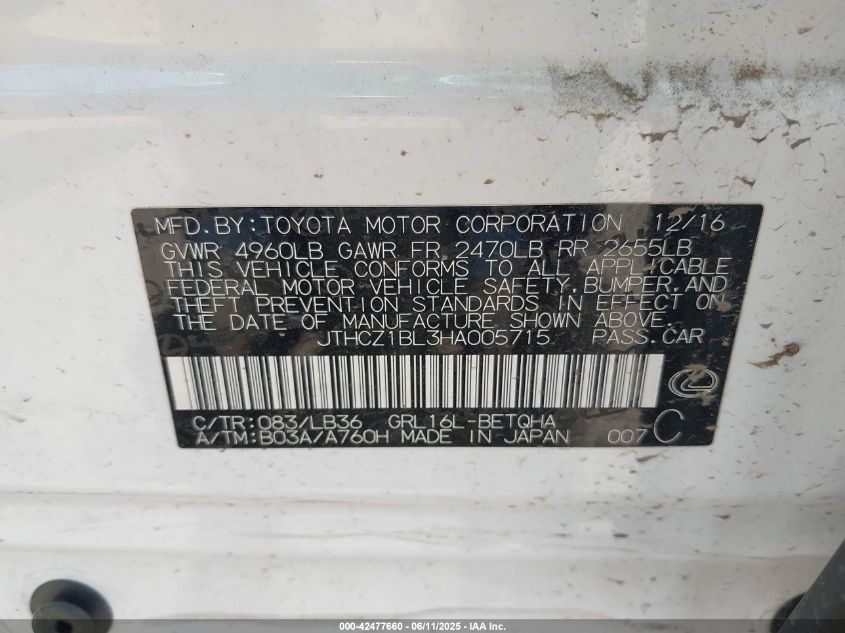 MFD.BY:TOYOTA MOTOR CORPORATION 12/16
GVWR 4960LB GAWR FR 2470LB RR 2655LB
THIS VEHICLE CONFORMS TO ALL APPLICABLE
FEDERAL MOTOR VEHICLE SAFETY,BUMPER,AND
THEFT PREVENTION STANDARDS IN EFFECT ON
THE DATE OF MANUFACTURE SHOWN ABOVE.
JTHCZ1BL3HA005715 PASS.CAR
C/TR:083/LB36 GRL16L-BETQHA
A/TM:B03A/A760H MADE IN JAPAN 007 C
000-42477660 - 06/11/2025 - IAA Inc.